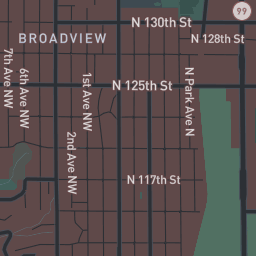 99
N 130th St
BROADVIEW
N 128th St
7th Ave NW
6th Ave NW
1st Ave NW
N 125th St
N Park Ave N
2nd Ave NW
N 117th St